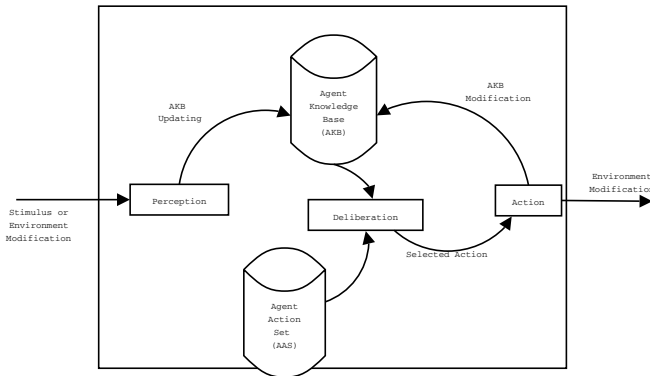 Agent
Knowledge
Base
(AKB)
AKB
Updating
AKB
Modification
Perception
Action
Environment
Modification
Stimulus or
Environment
Modification
Deliberation
Selected Action
Agent
Action
Set
(AAS)